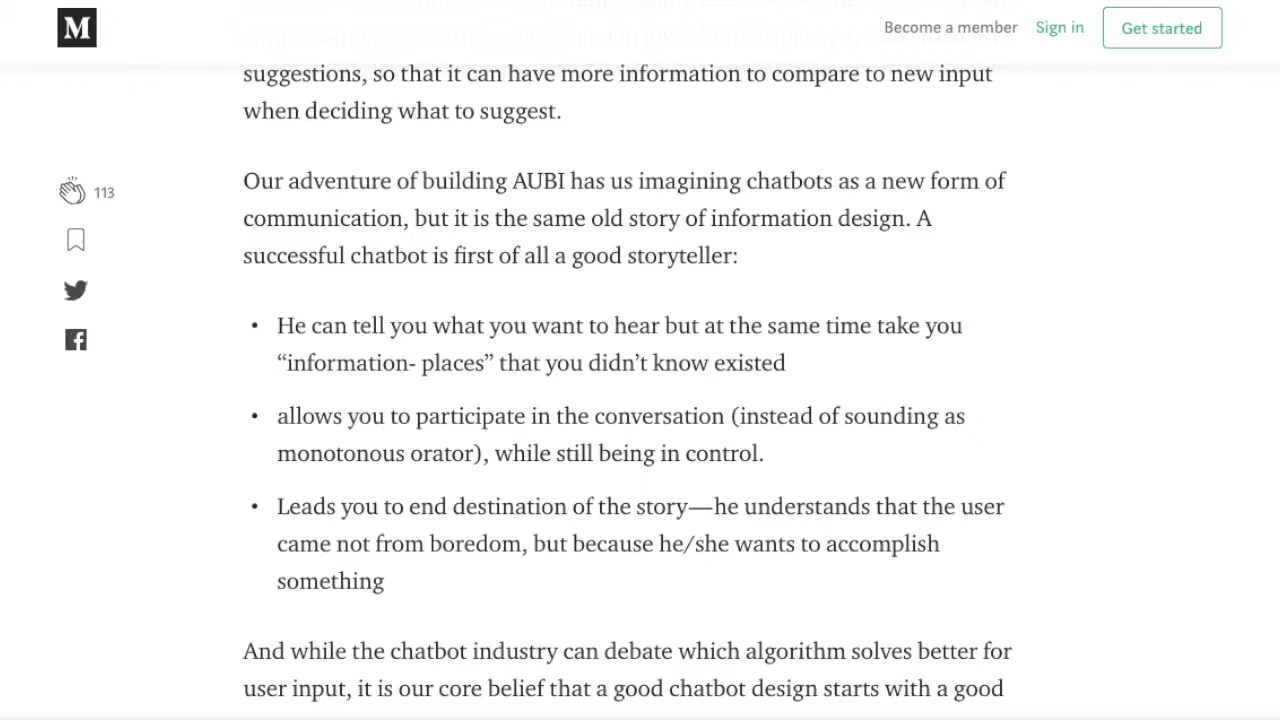 M
Become a member
Sign in
Get started
suggestions, so that it can have more information to compare to new input
when deciding what to suggest.
113
Our adventure of building AUBI has us imagining chatbots as a new form of
communication, but it is the same old story of information design. A
successful chatbot is first of all a good storyteller:
• He can tell you what you want to hear but at the same time take you
“information- places” that you didn’t know existed
• allows you to participate in the conversation (instead of sounding as
monotonous orator), while still being in control.
• Leads you to end destination of the story—he understands that the user
came not from boredom, but because he/she wants to accomplish
something
And while the chatbot industry can debate which algorithm solves better for
user input, it is our core belief that a good chatbot design starts with a good